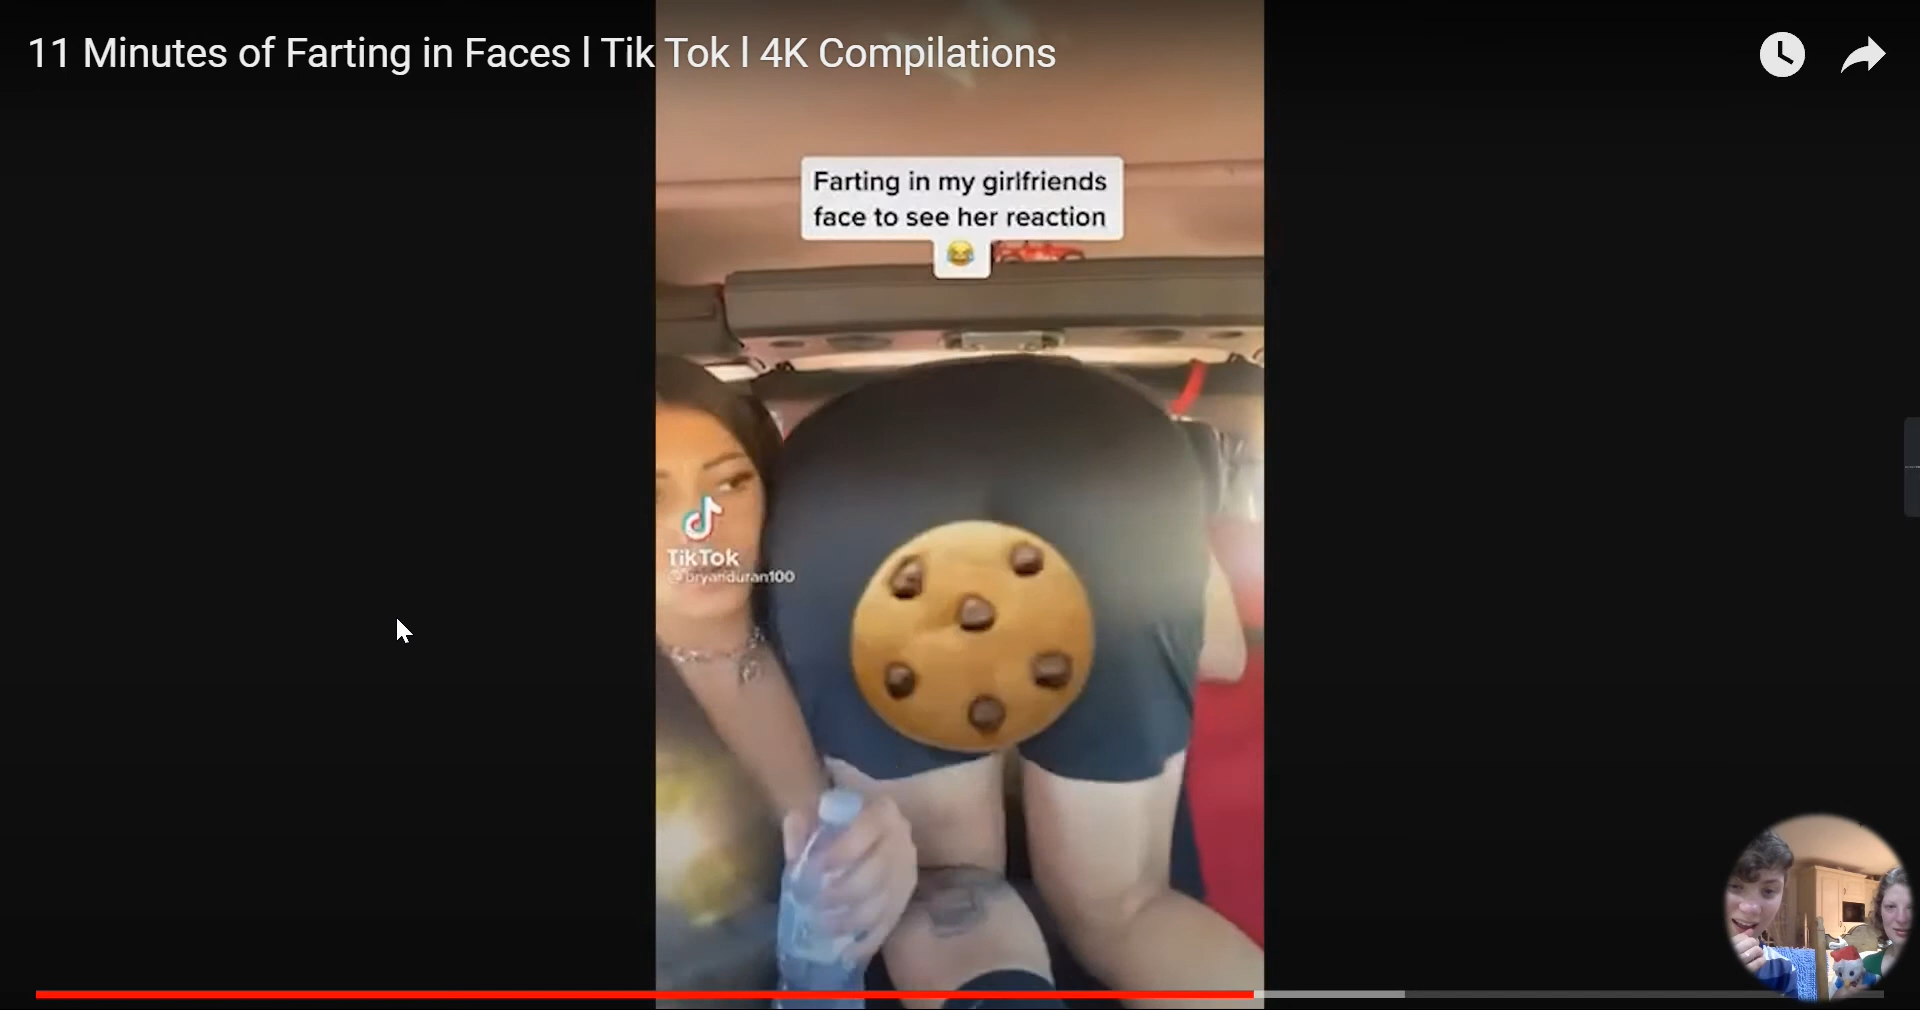 11 Minutes of Farting in Faces l Tik Tok l 4K Compilations
Farting in my girlfriends
face to see her reaction
😂
TikTok
@bryanduran100